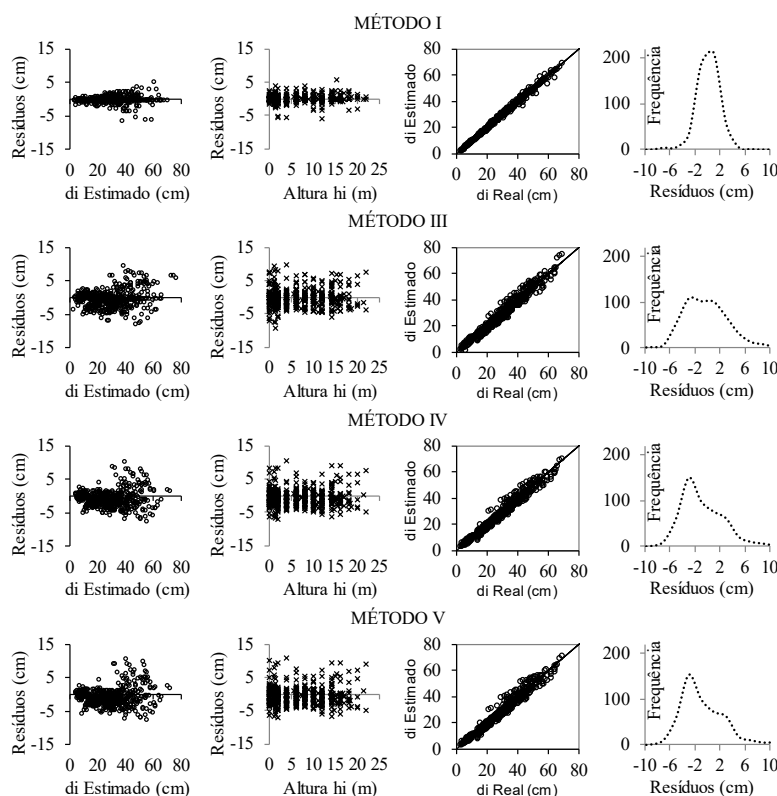 MÉTODO I
Resíduos (cm)
15
5
-5
-15
0 20 40 60 80
di Estimado (cm)
Resíduos (cm)
15
5
-5
-15
0 5 10 15 20 25
Altura hi (m)
di Estimado
80
60
40
20
0
0 20 40 60 80
di Real (cm)
Frequência
200
100
0
-10 -6 -2 2 6 10
Resíduos (cm)
MÉTODO III
Resíduos (cm)
15
5
-5
-15
0 20 40 60 80
di Estimado (cm)
Resíduos (cm)
15
5
-5
-15
0 5 10 15 20 25
Altura hi (m)
di Estimado
80
60
40
20
0
0 20 40 60 80
di Real (cm)
Frequência
200
100
0
-10 -6 -2 2 6 10
Resíduos (cm)
MÉTODO IV
Resíduos (cm)
15
5
-5
-15
0 20 40 60 80
di Estimado (cm)
Resíduos (cm)
15
5
-5
-15
0 5 10 15 20 25
Altura hi (m)
di Estimado
80
60
40
20
0
0 20 40 60 80
di Real (cm)
Frequência
200
100
0
-10 -6 -2 2 6 10
Resíduos (cm)
MÉTODO V
Resíduos (cm)
15
5
-5
-15
0 20 40 60 80
di Estimado (cm)
Resíduos (cm)
15
5
-5
-15
0 5 10 15 20 25
Altura hi (m)
di Estimado
80
60
40
20
0
0 20 40 60 80
di Real (cm)
Frequência
200
100
0
-10 -6 -2 2 6 10
Resíduos (cm)